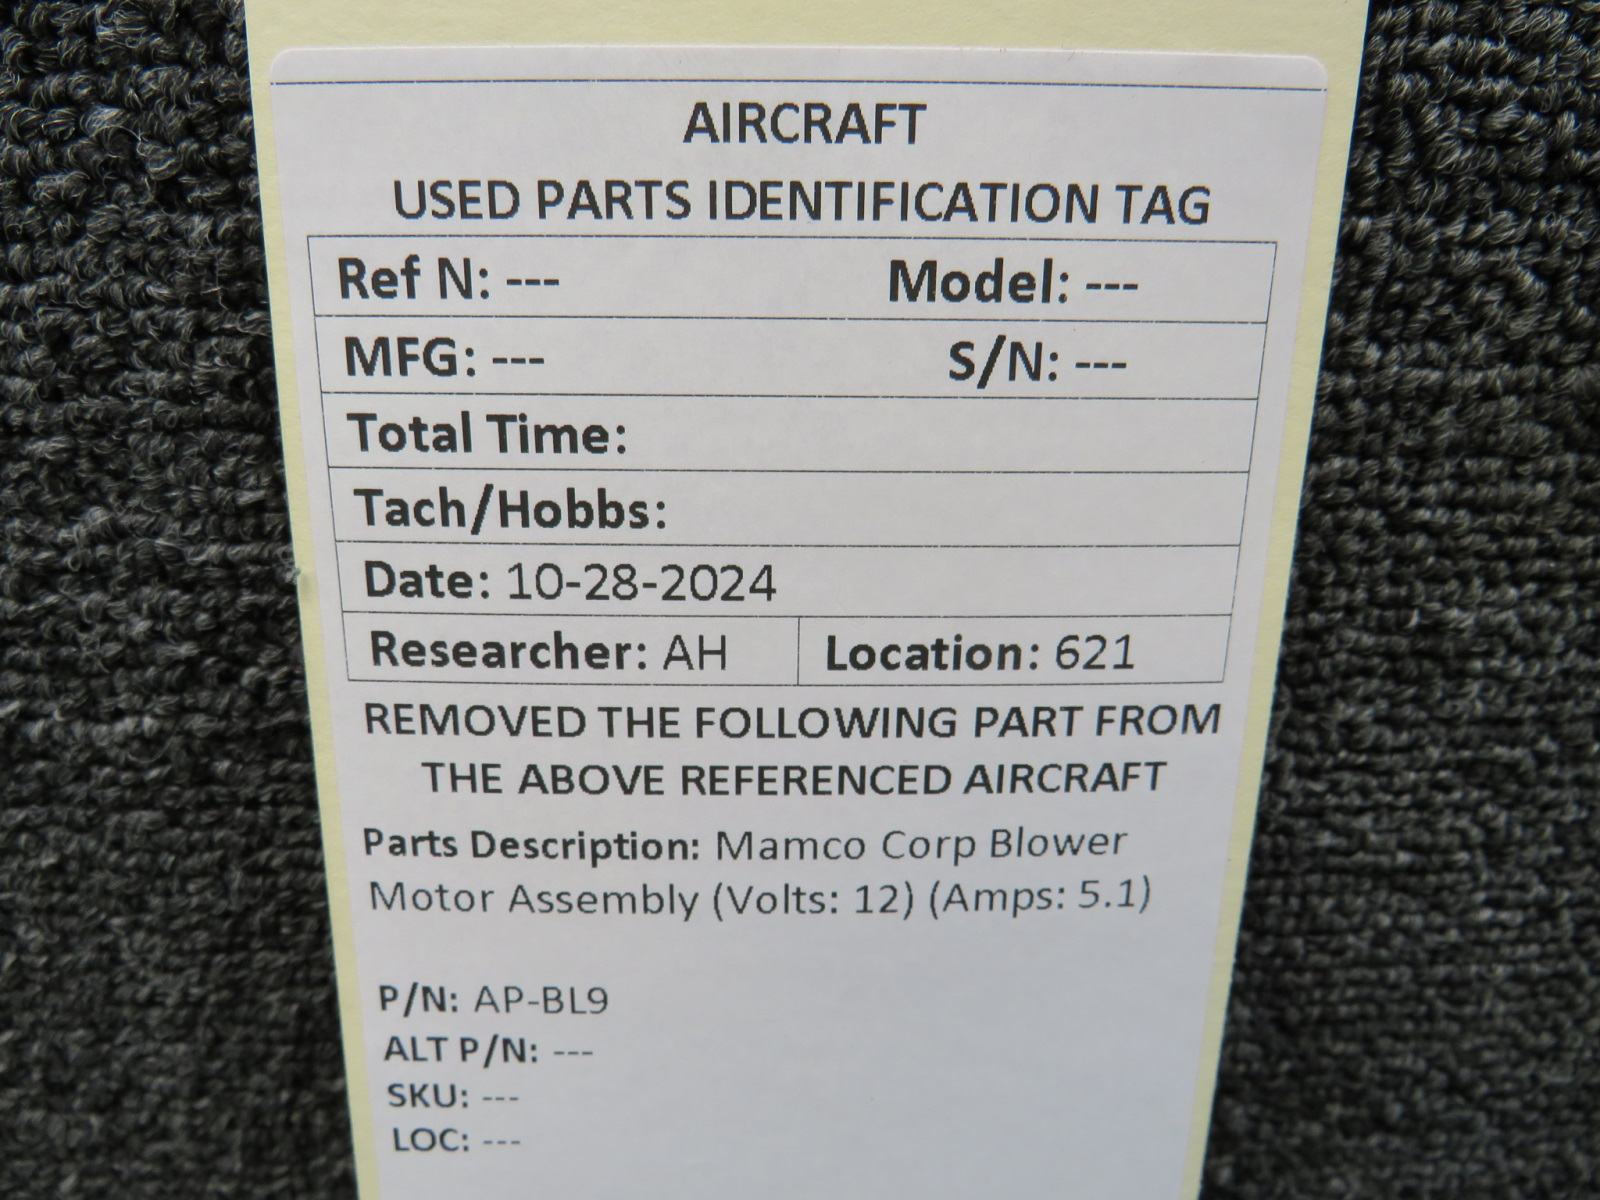 AIRCRAFT
USED PARTS IDENTIFICATION TAG
Ref N: --- Model: ---
MFG: --- S/N: ---
Total Time:
Tach/Hobbs:
Date: 10-28-2024
Researcher: AH Location: 621
REMOVED THE FOLLOWING PART FROM
THE ABOVE REFERENCED AIRCRAFT
Parts Description: Mamco Corp Blower
Motor Assembly (Volts: 12) (Amps: 5.1)
P/N: AP-BL9
ALT P/N: ---
SKU: ---
LOC: ---